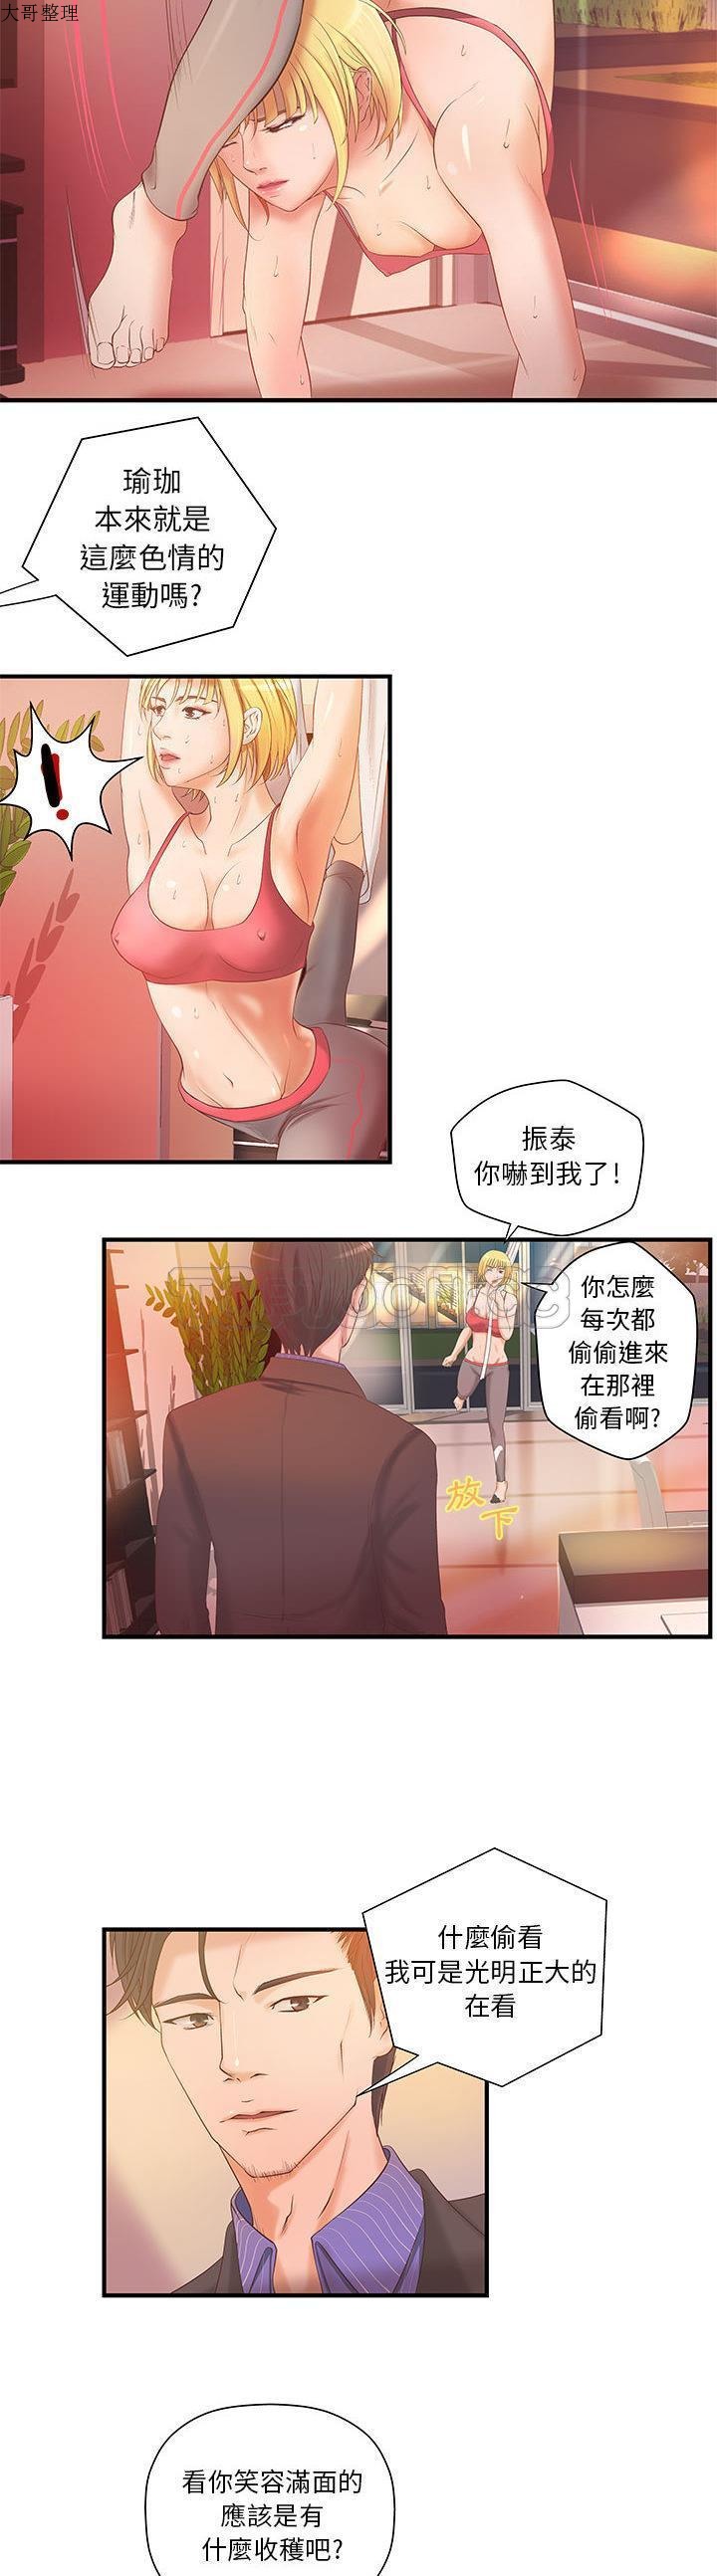 大哥整理
瑜珈
本來就是
這麼色情的
運動嗎?
!
振泰
你嚇到我了!
你怎麼
每次都
偷偷進來
在那裡
偷看啊?
放
下
什麼偷看
我可是光明正大的
在看
看你笑容滿面的
應該是有
什麼收穫吧?